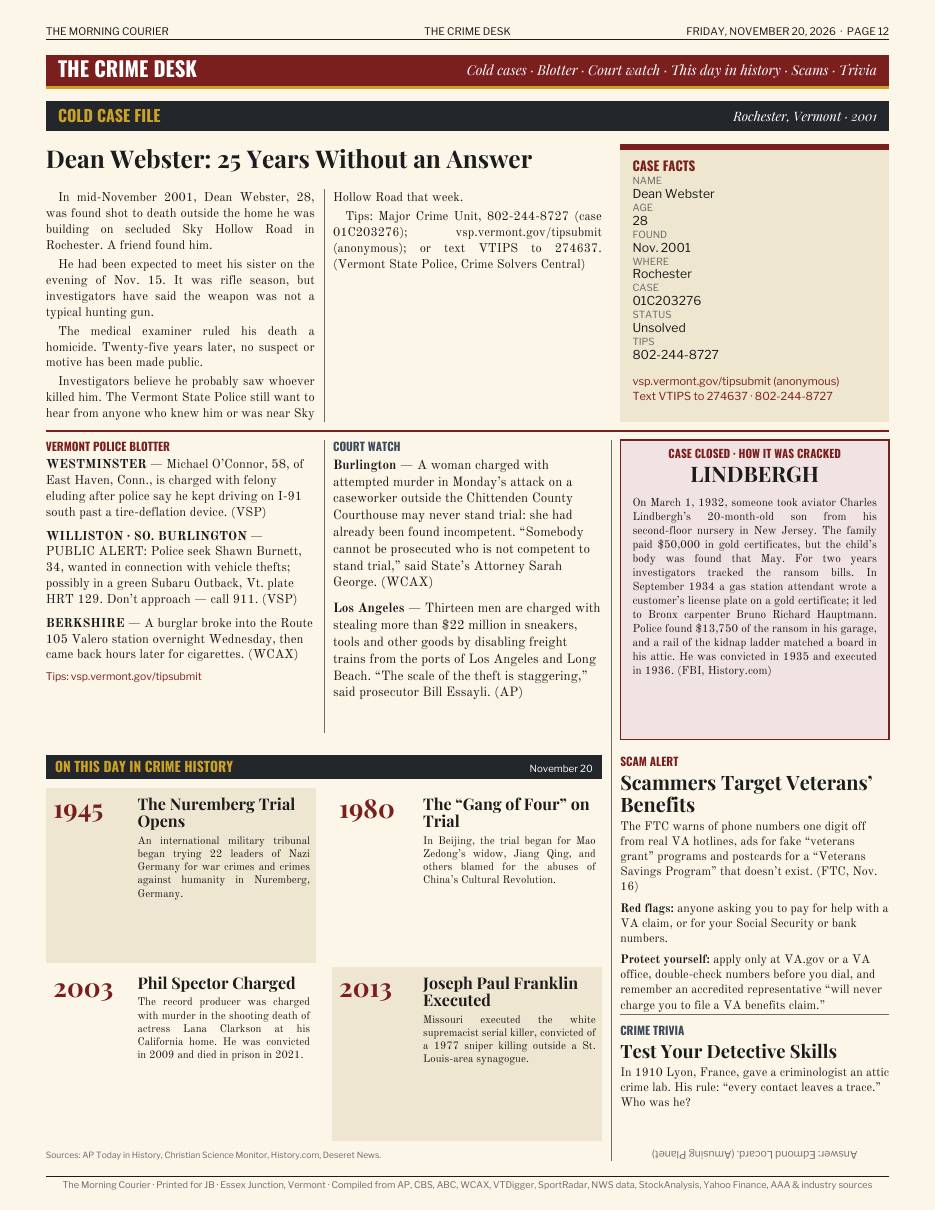 THE MORNING COURIER
THE CRIME DESK
FRIDAY, NOVEMBER 20, 2026 · PAGE 12
THE CRIME DESK
Cold cases · Blotter · Court watch · This day in history · Scams · Trivia
COLD CASE FILE
Rochester, Vermont · 2001
Dean Webster: 25 Years Without an Answer
In mid-November 2001, Dean Webster, 28,
was found shot to death outside the home he was
building on secluded Sky Hollow Road in
Rochester. A friend found him.
He had been expected to meet his sister on the
evening of Nov. 15. It was rifle season, but
investigators have said the weapon was not a
typical hunting gun.
The medical examiner ruled his death a
homicide. Twenty-five years later, no suspect or
motive has been made public.
Investigators believe he probably saw whoever
killed him. The Vermont State Police still want to
hear from anyone who knew him or was near Sky
Hollow Road that week.
Tips: Major Crime Unit, 802-244-8727 (case
01C203276); vsp.vermont.gov/tipsubmit
(anonymous); or text VTIPS to 274637.
(Vermont State Police, Crime Solvers Central)
CASE FACTS
NAME
Dean Webster
AGE
28
FOUND
Nov. 2001
WHERE
Rochester
CASE
01C203276
STATUS
Unsolved
TIPS
802-244-8727
vsp.vermont.gov/tipsubmit (anonymous)
Text VTIPS to 274637 · 802-244-8727
VERMONT POLICE BLOTTER
WESTMINSTER — Michael O’Connor, 58, of
East Haven, Conn., is charged with felony
eluding after police say he kept driving on I-91
south past a tire-deflation device. (VSP)
WILLISTON · SO. BURLINGTON —
PUBLIC ALERT: Police seek Shawn Burnett,
34, wanted in connection with vehicle thefts;
possibly in a green Subaru Outback, Vt. plate
HRT 129. Don’t approach — call 911. (VSP)
BERKSHIRE — A burglar broke into the Route
105 Valero station overnight Wednesday, then
came back hours later for cigarettes. (WCAX)
Tips: vsp.vermont.gov/tipsubmit
COURT WATCH
Burlington — A woman charged with
attempted murder in Monday’s attack on a
caseworker outside the Chittenden County
Courthouse may never stand trial: she had
already been found incompetent. “Somebody
cannot be prosecuted who is not competent to
stand trial,” said State’s Attorney Sarah
George. (WCAX)
Los Angeles — Thirteen men are charged with
stealing more than $22 million in sneakers,
tools and other goods by disabling freight
trains from the ports of Los Angeles and Long
Beach. “The scale of the theft is staggering,”
said prosecutor Bill Essayli. (AP)
CASE CLOSED · HOW IT WAS CRACKED
LINDBERGH
On March 1, 1932, someone took aviator Charles
Lindbergh’s 20-month-old son from his
second-floor nursery in New Jersey. The family
paid $50,000 in gold certificates, but the child’s
body was found that May. For two years
investigators tracked the ransom bills. In
September 1934 a gas station attendant wrote a
customer’s license plate on a gold certificate; it led
to Bronx carpenter Bruno Richard Hauptmann.
Police found $13,750 of the ransom in his garage,
and a rail of the kidnap ladder matched a board in
his attic. He was convicted in 1935 and executed
in 1936. (FBI, History.com)
ON THIS DAY IN CRIME HISTORY
November 20
1945
The Nuremberg Trial
Opens
An international military tribunal
began trying 22 leaders of Nazi
Germany for war crimes and crimes
against humanity in Nuremberg,
Germany.
1980
The “Gang of Four” on
Trial
In Beijing, the trial began for Mao
Zedong’s widow, Jiang Qing, and
others blamed for the abuses of
China’s Cultural Revolution.
2003
Phil Spector Charged
The record producer was charged
with murder in the shooting death of
actress Lana Clarkson at his
California home. He was convicted
in 2009 and died in prison in 2021.
2013
Joseph Paul Franklin
Executed
Missouri executed the white
supremacist serial killer, convicted of
a 1977 sniper killing outside a St.
Louis-area synagogue.
Sources: AP Today in History, Christian Science Monitor, History.com, Deseret News.
SCAM ALERT
Scammers Target Veterans’
Benefits
The FTC warns of phone numbers one digit off
from real VA hotlines, ads for fake “veterans
grant” programs and postcards for a “Veterans
Savings Program” that doesn’t exist. (FTC, Nov.
16)
Red flags: anyone asking you to pay for help with a
VA claim, or for your Social Security or bank
numbers.
Protect yourself: apply only at VA.gov or a VA
office, double-check numbers before you dial, and
remember an accredited representative “will never
charge you to file a VA benefits claim.”
CRIME TRIVIA
Test Your Detective Skills
In 1910 Lyon, France, gave a criminologist an attic
crime lab. His rule: “every contact leaves a trace.”
Who was he?
Answer: Edmond Locard. (Amusing Planet)
The Morning Courier · Printed for JB · Essex Junction, Vermont · Compiled from AP, CBS, ABC, WCAX, VTDigger, SportRadar, NWS data, StockAnalysis, Yahoo Finance, AAA & industry sources